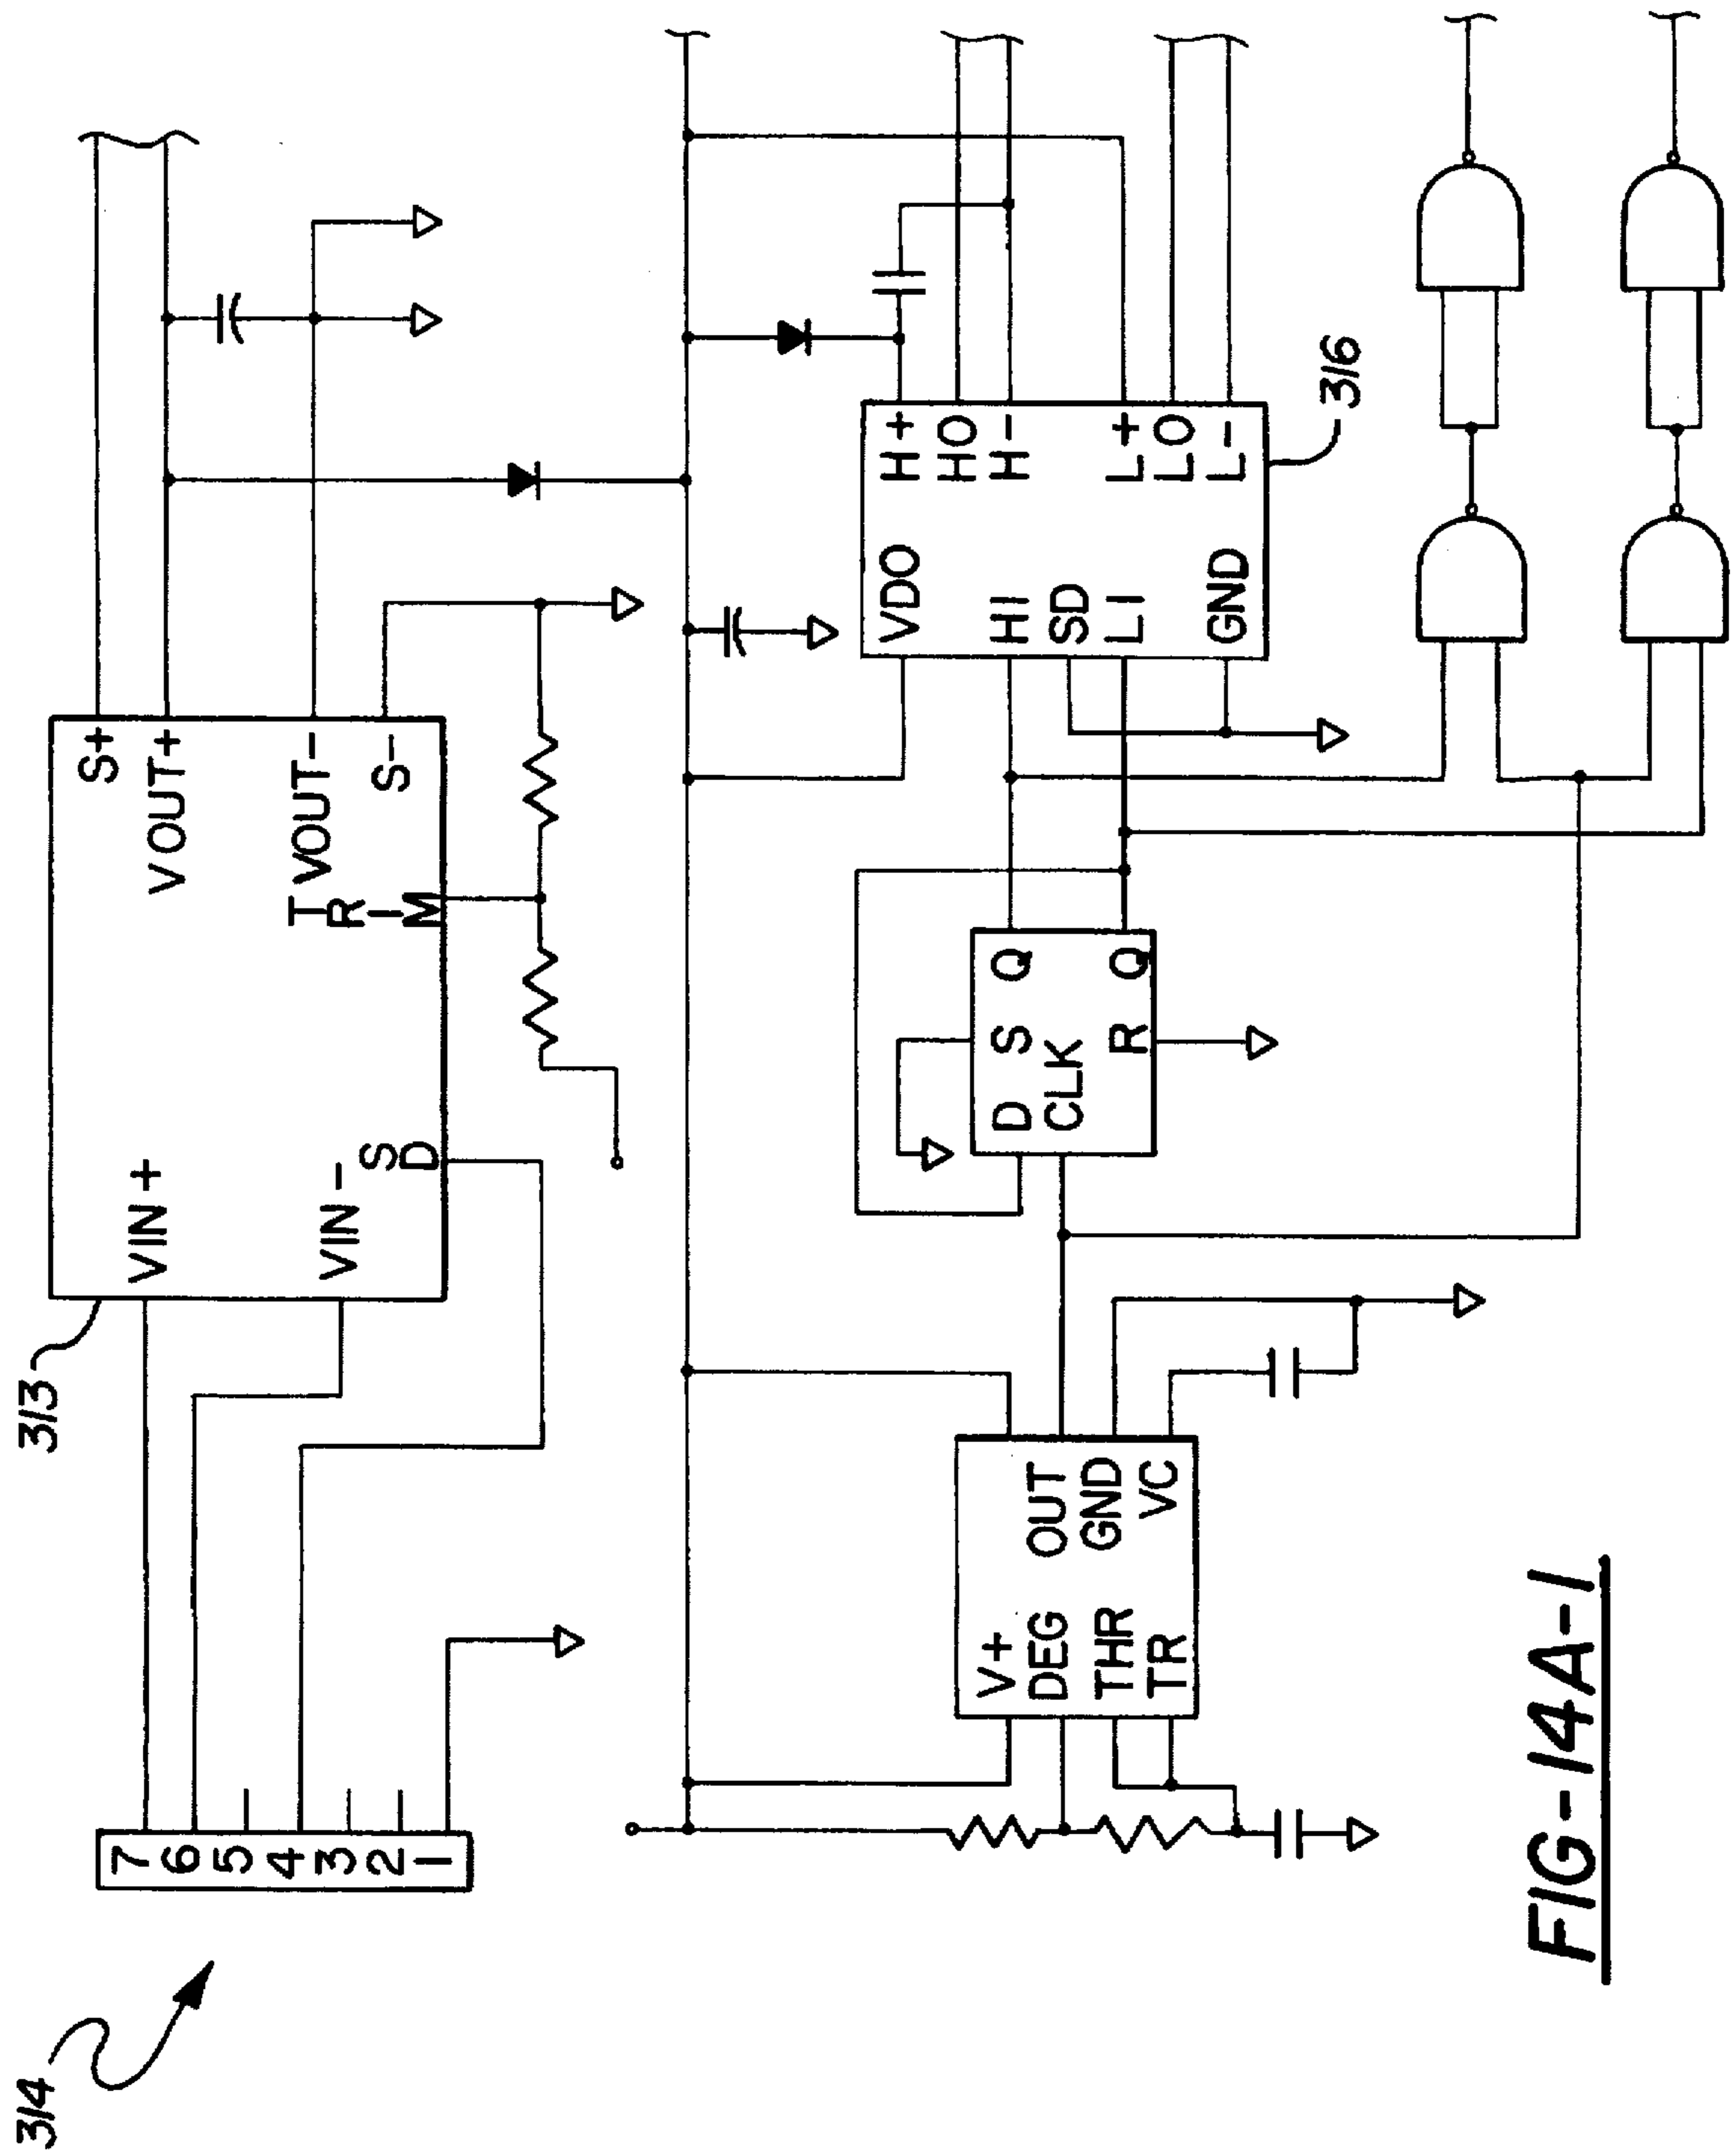 314
313
7
6
5
4
3
2
1
VIN+
VIN-
SD
TRIM
S+
VOUT+
VOUT-
S-
V+
DEG
THR
TR
OUT
GND
VC
D
CLK
S
R
Q
Q
VDO
HI
SD
LI
GND
H+
HO
H-
L+
LO
L-
316
FIG-14A-1